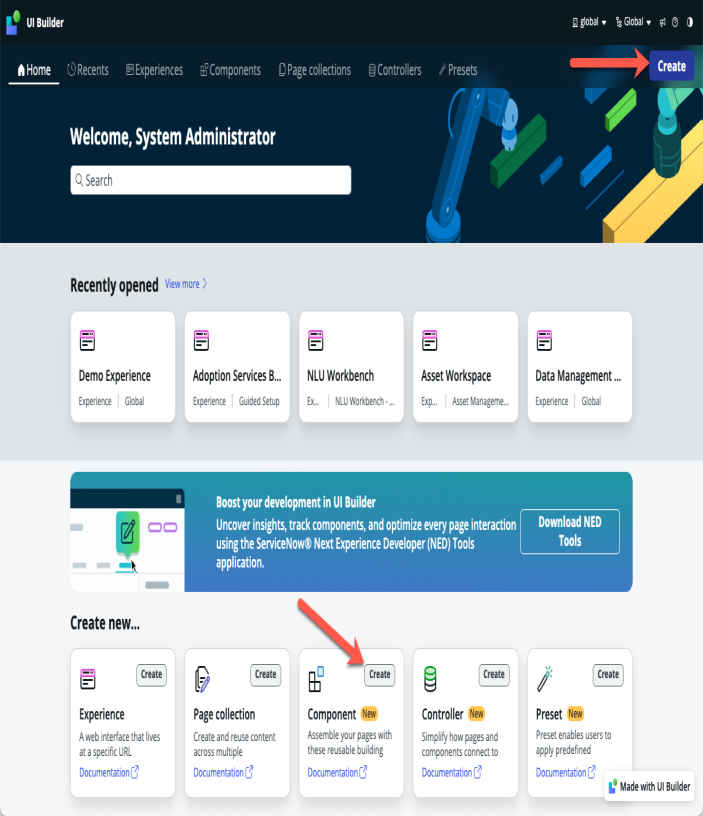 UI Builder
global ▾
Global ▾
Home
Recents
Experiences
Components
Page collections
Controllers
Presets
Create
Welcome, System Administrator
Search
Recently opened
View more
Demo Experience
Experience | Global
Adoption Services B...
Experience | Guided Setup
NLU Workbench
Ex... | NLU Workbench - ...
Asset Workspace
Exp... | Asset Manageme...
Data Management ...
Experience | Global
Boost your development in UI Builder
Uncover insights, track components, and optimize every page interaction
using the ServiceNow® Next Experience Developer (NED) Tools
application.
Download NED
Tools
Create new...
Create
Experience
A web interface that lives
at a specific URL
Documentation
Create
Page collection
Create and reuse content
across multiple
Documentation
Create
Component New
Assemble your pages with
these reusable building
Documentation
Create
Controller New
Simplify how pages and
components connect to
Documentation
Create
Preset New
Preset enables users to
apply predefined
Documentation
Made with UI Builder